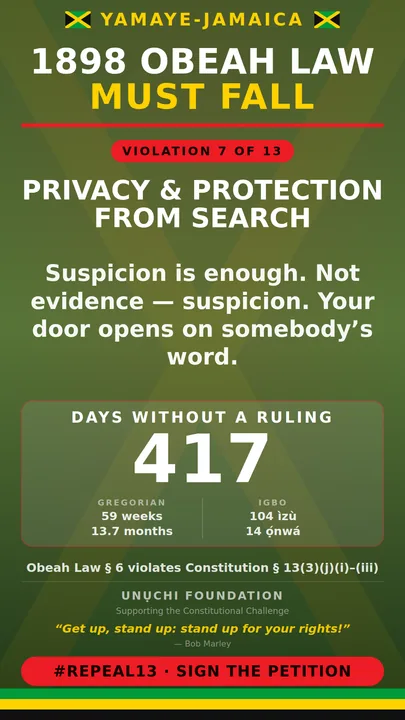 YAMAYE-JAMAICA
1898 OBEAH LAW
MUST FALL
VIOLATION 7 OF 13
PRIVACY & PROTECTION
FROM SEARCH
Suspicion is enough. Not
evidence — suspicion. Your
door opens on somebody’s
word.
DAYS WITHOUT A RULING
417
GREGORIAN
59 weeks
13.7 months
IGBO
104 ìzù
14 ọ́nwá
Obeah Law § 6 violates Constitution § 13(3)(j)(i)–(iii)
UNỤCHI FOUNDATION
Supporting the Constitutional Challenge
“Get up, stand up: stand up for your rights!”
— Bob Marley
#REPEAL13 · SIGN THE PETITION